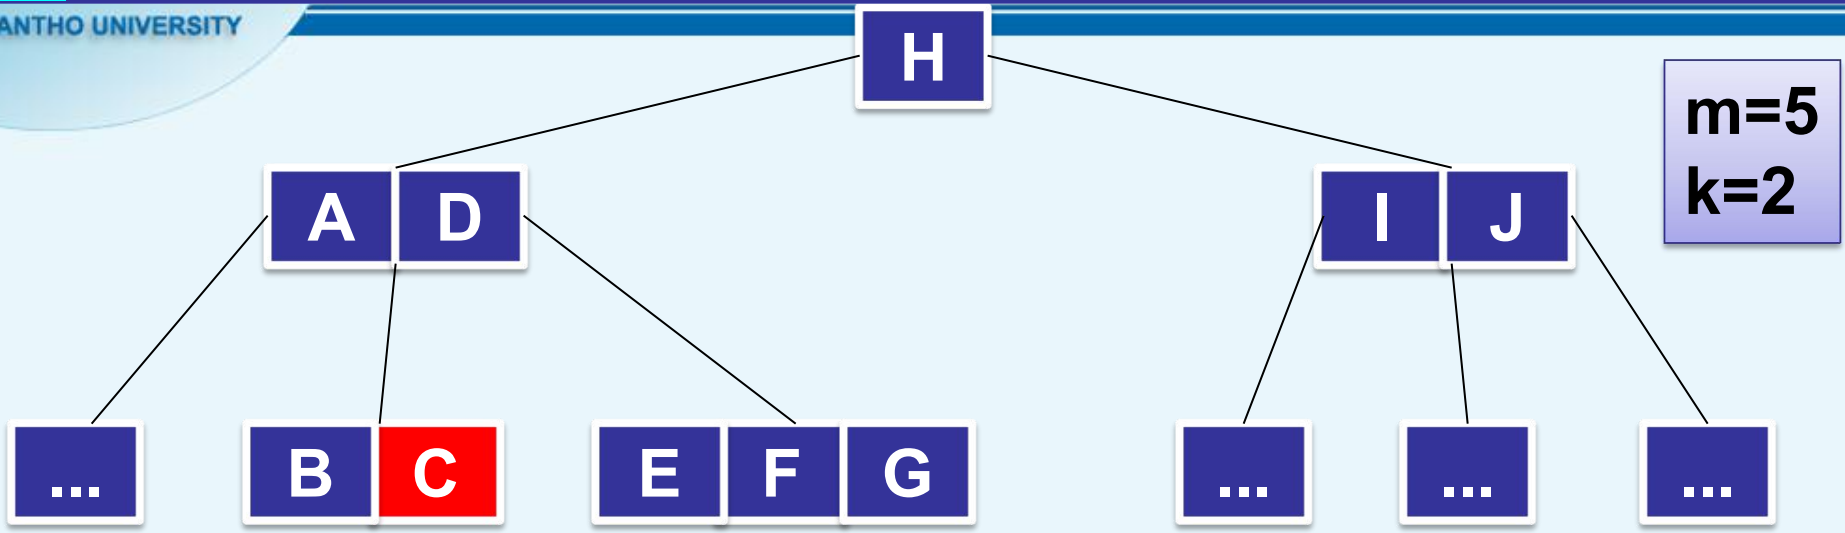 ANTHO UNIVERSITY
H
m=5
k=2
A D
I J
...
B C
E F G
...
...
...